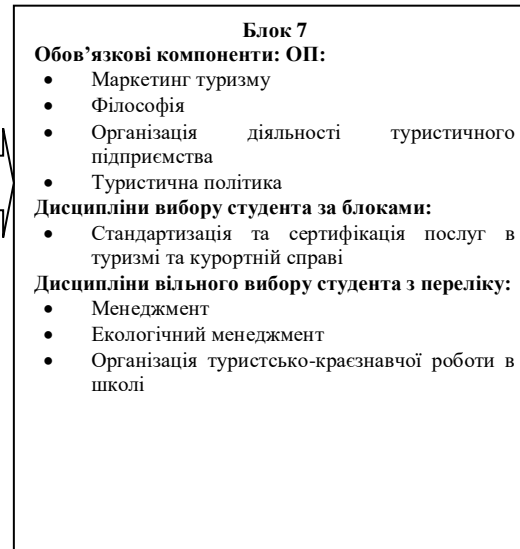 Блок 7
Обов’язкові компоненти: ОП:
• Маркетинг туризму
• Філософія
• Організація діяльності туристичного
підприємства
• Туристична політика
Дисципліни вибору студента за блоками:
• Стандартизація та сертифікація послуг в
туризмі та курортній справі
Дисципліни вільного вибору студента з переліку:
• Менеджмент
• Екологічний менеджмент
• Організація туристсько-краєзнавчої роботи в
школі